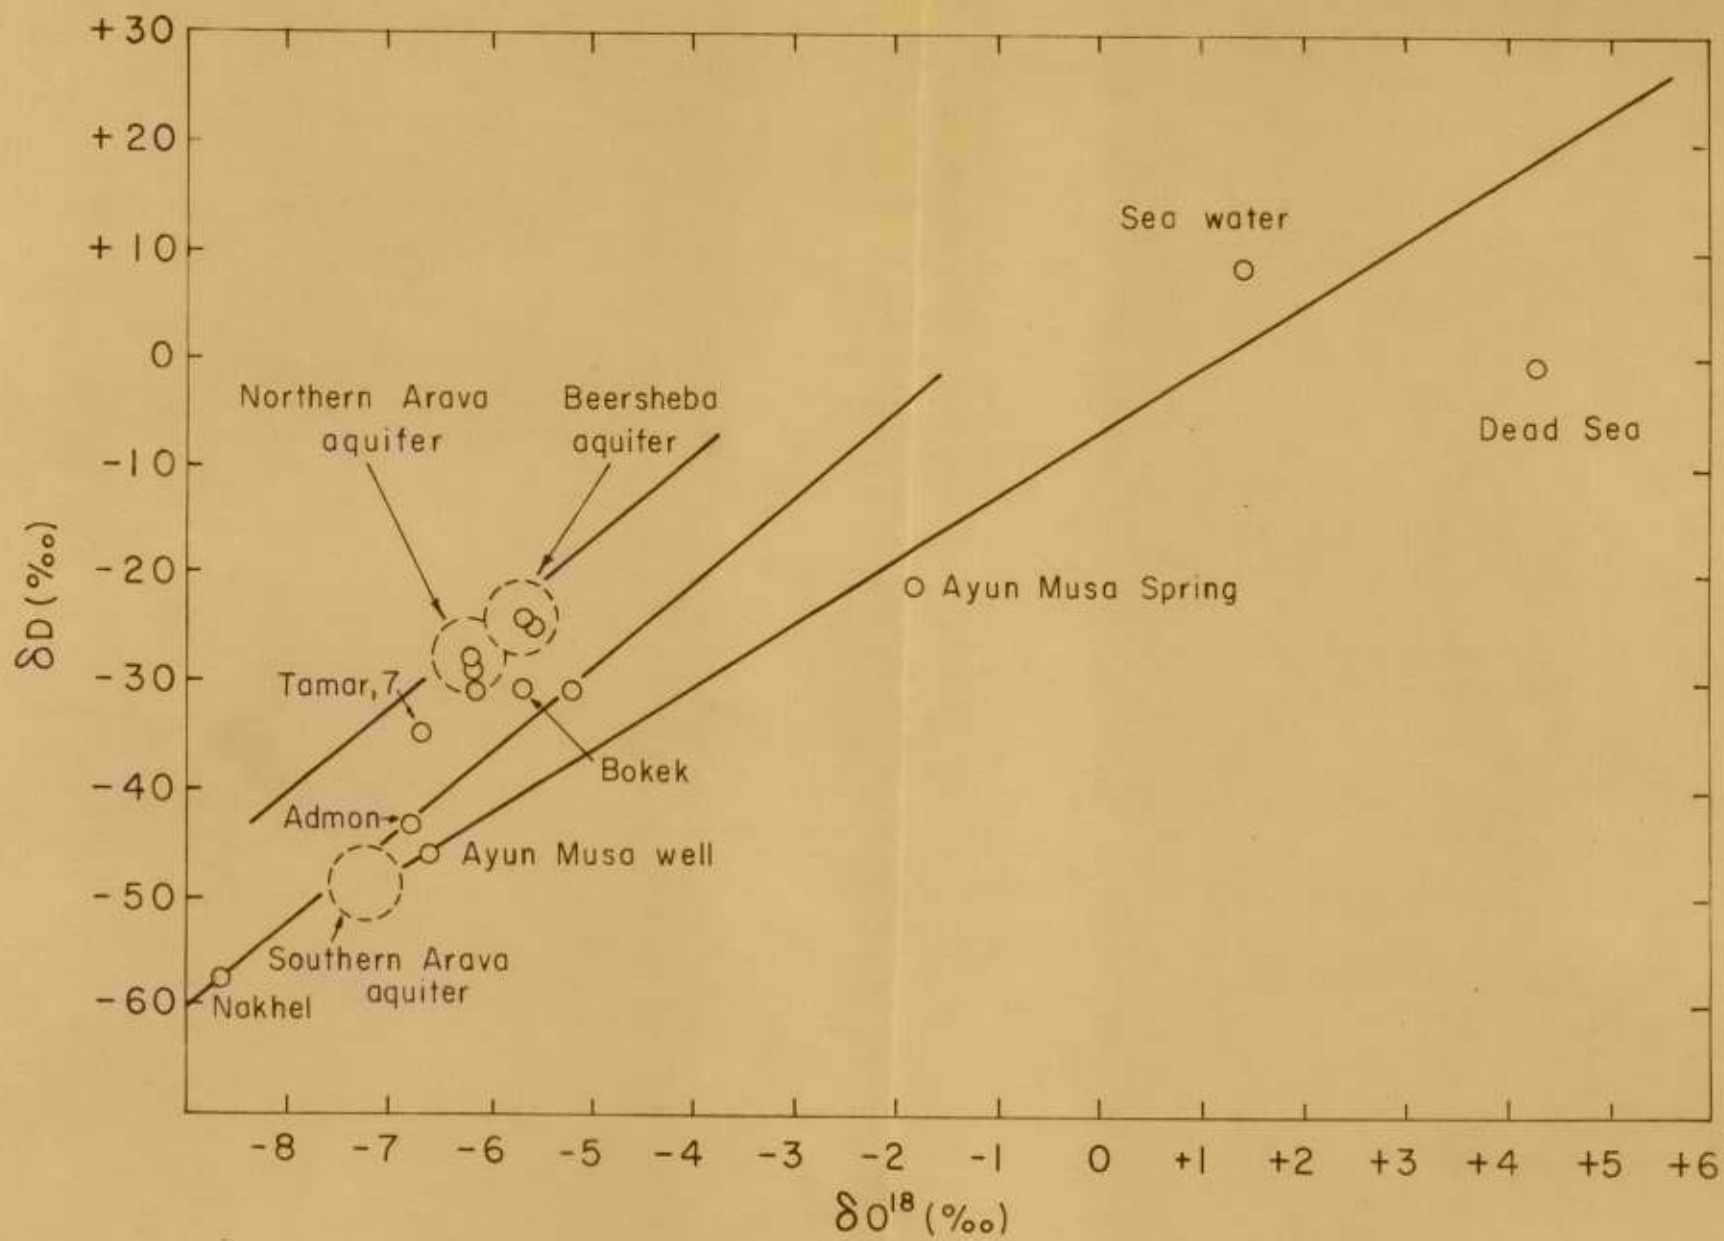 +30
+20
+10
0
-10
-20
-30
-40
-50
-60
δD (‰)
Sea water
Dead Sea
Northern Arava
aquifer
Beersheba
aquifer
Ayun Musa Spring
Tamar, 7
Bokek
Admon
Ayun Musa well
Southern Arava
aquiter
Nakhel
-8 -7 -6 -5 -4 -3 -2 -1 0 +1 +2 +3 +4 +5 +6
δO¹⁸ (‰)